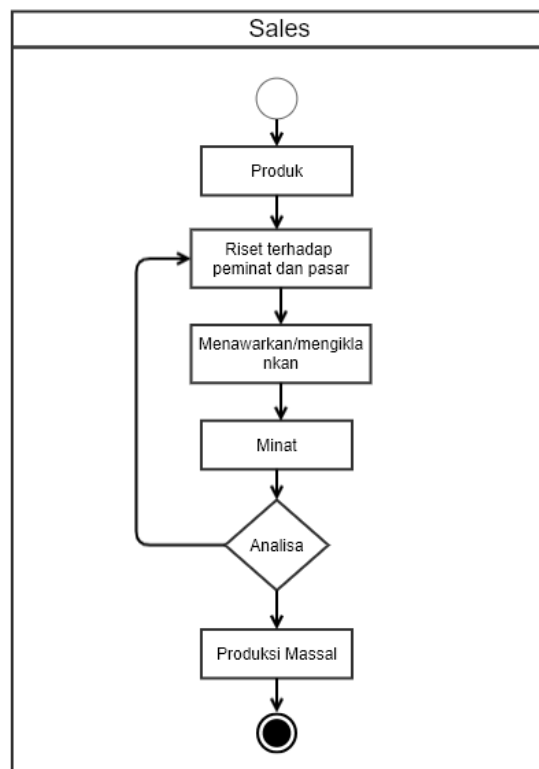 Sales
Produk
Riset terhadap
peminat dan pasar
Menawarkan/mengikla
nkan
Minat
Analisa
Produksi Massal